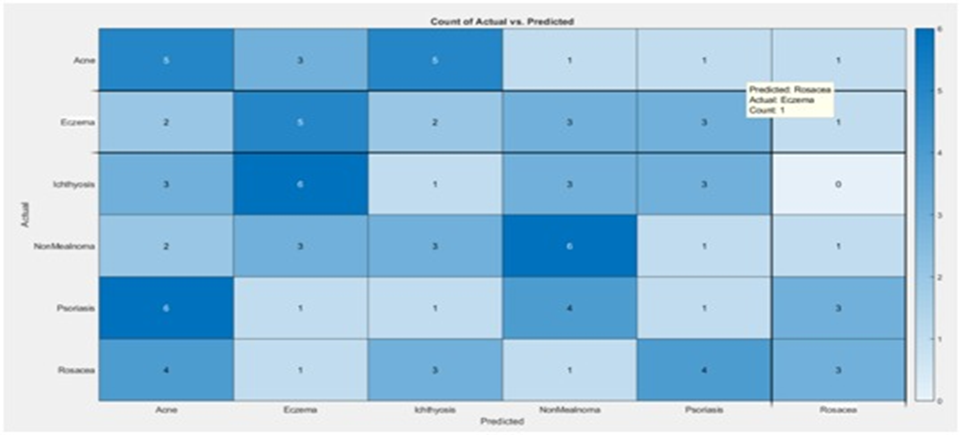 Count of Actual vs. Predicted
Acne 5 3 5 1 1 1
Predicted: Rosacea
Actual: Eczema
Count: 1
Eczema 2 5 2 3 3 1
Ichthyosis 3 6 1 3 3 0
NonMealnoma 2 3 3 6 1 1
Psoriasis 6 1 1 4 1 3
Rosacea 4 1 3 1 4 3
Acne Eczema Ichthyosis NonMealnoma Psoriasis Rosacea
Predicted
Actual
6
5
4
3
2
1
0